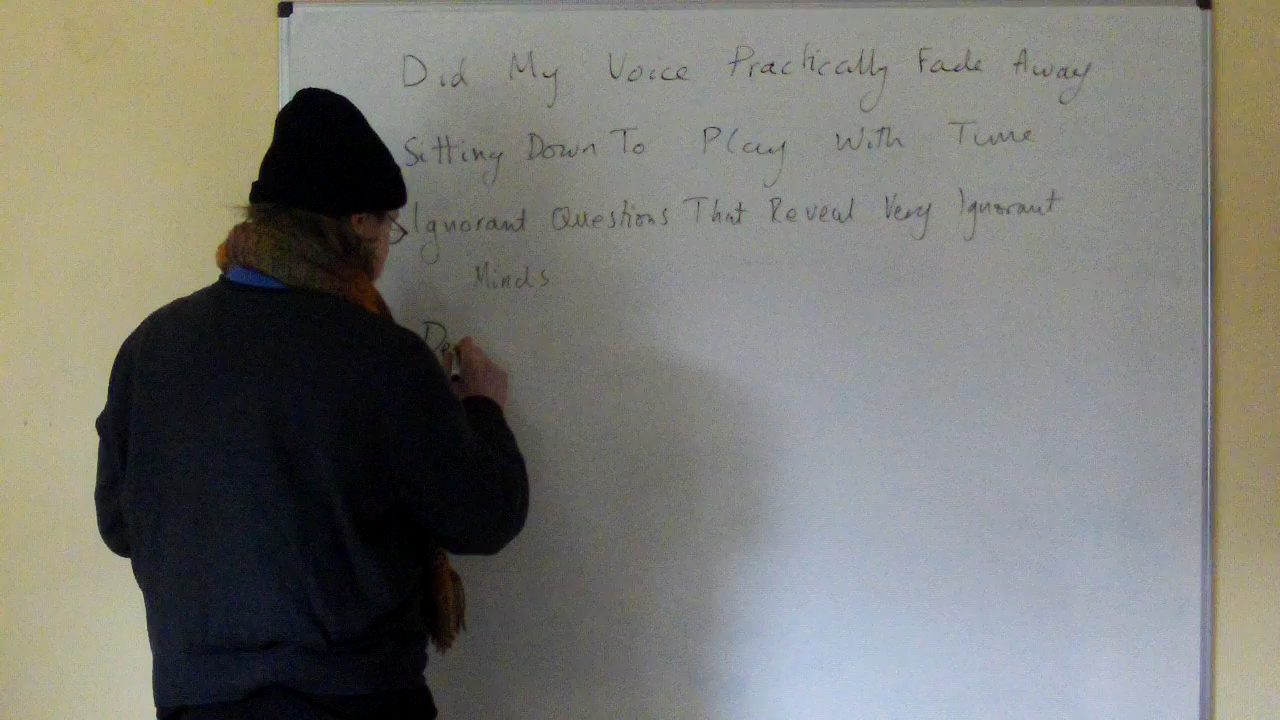 Did My Voice Practically Fade Away
Sitting Down To Play With Time
Ignorant Questions That Reveal Very Ignorant
Minds
De